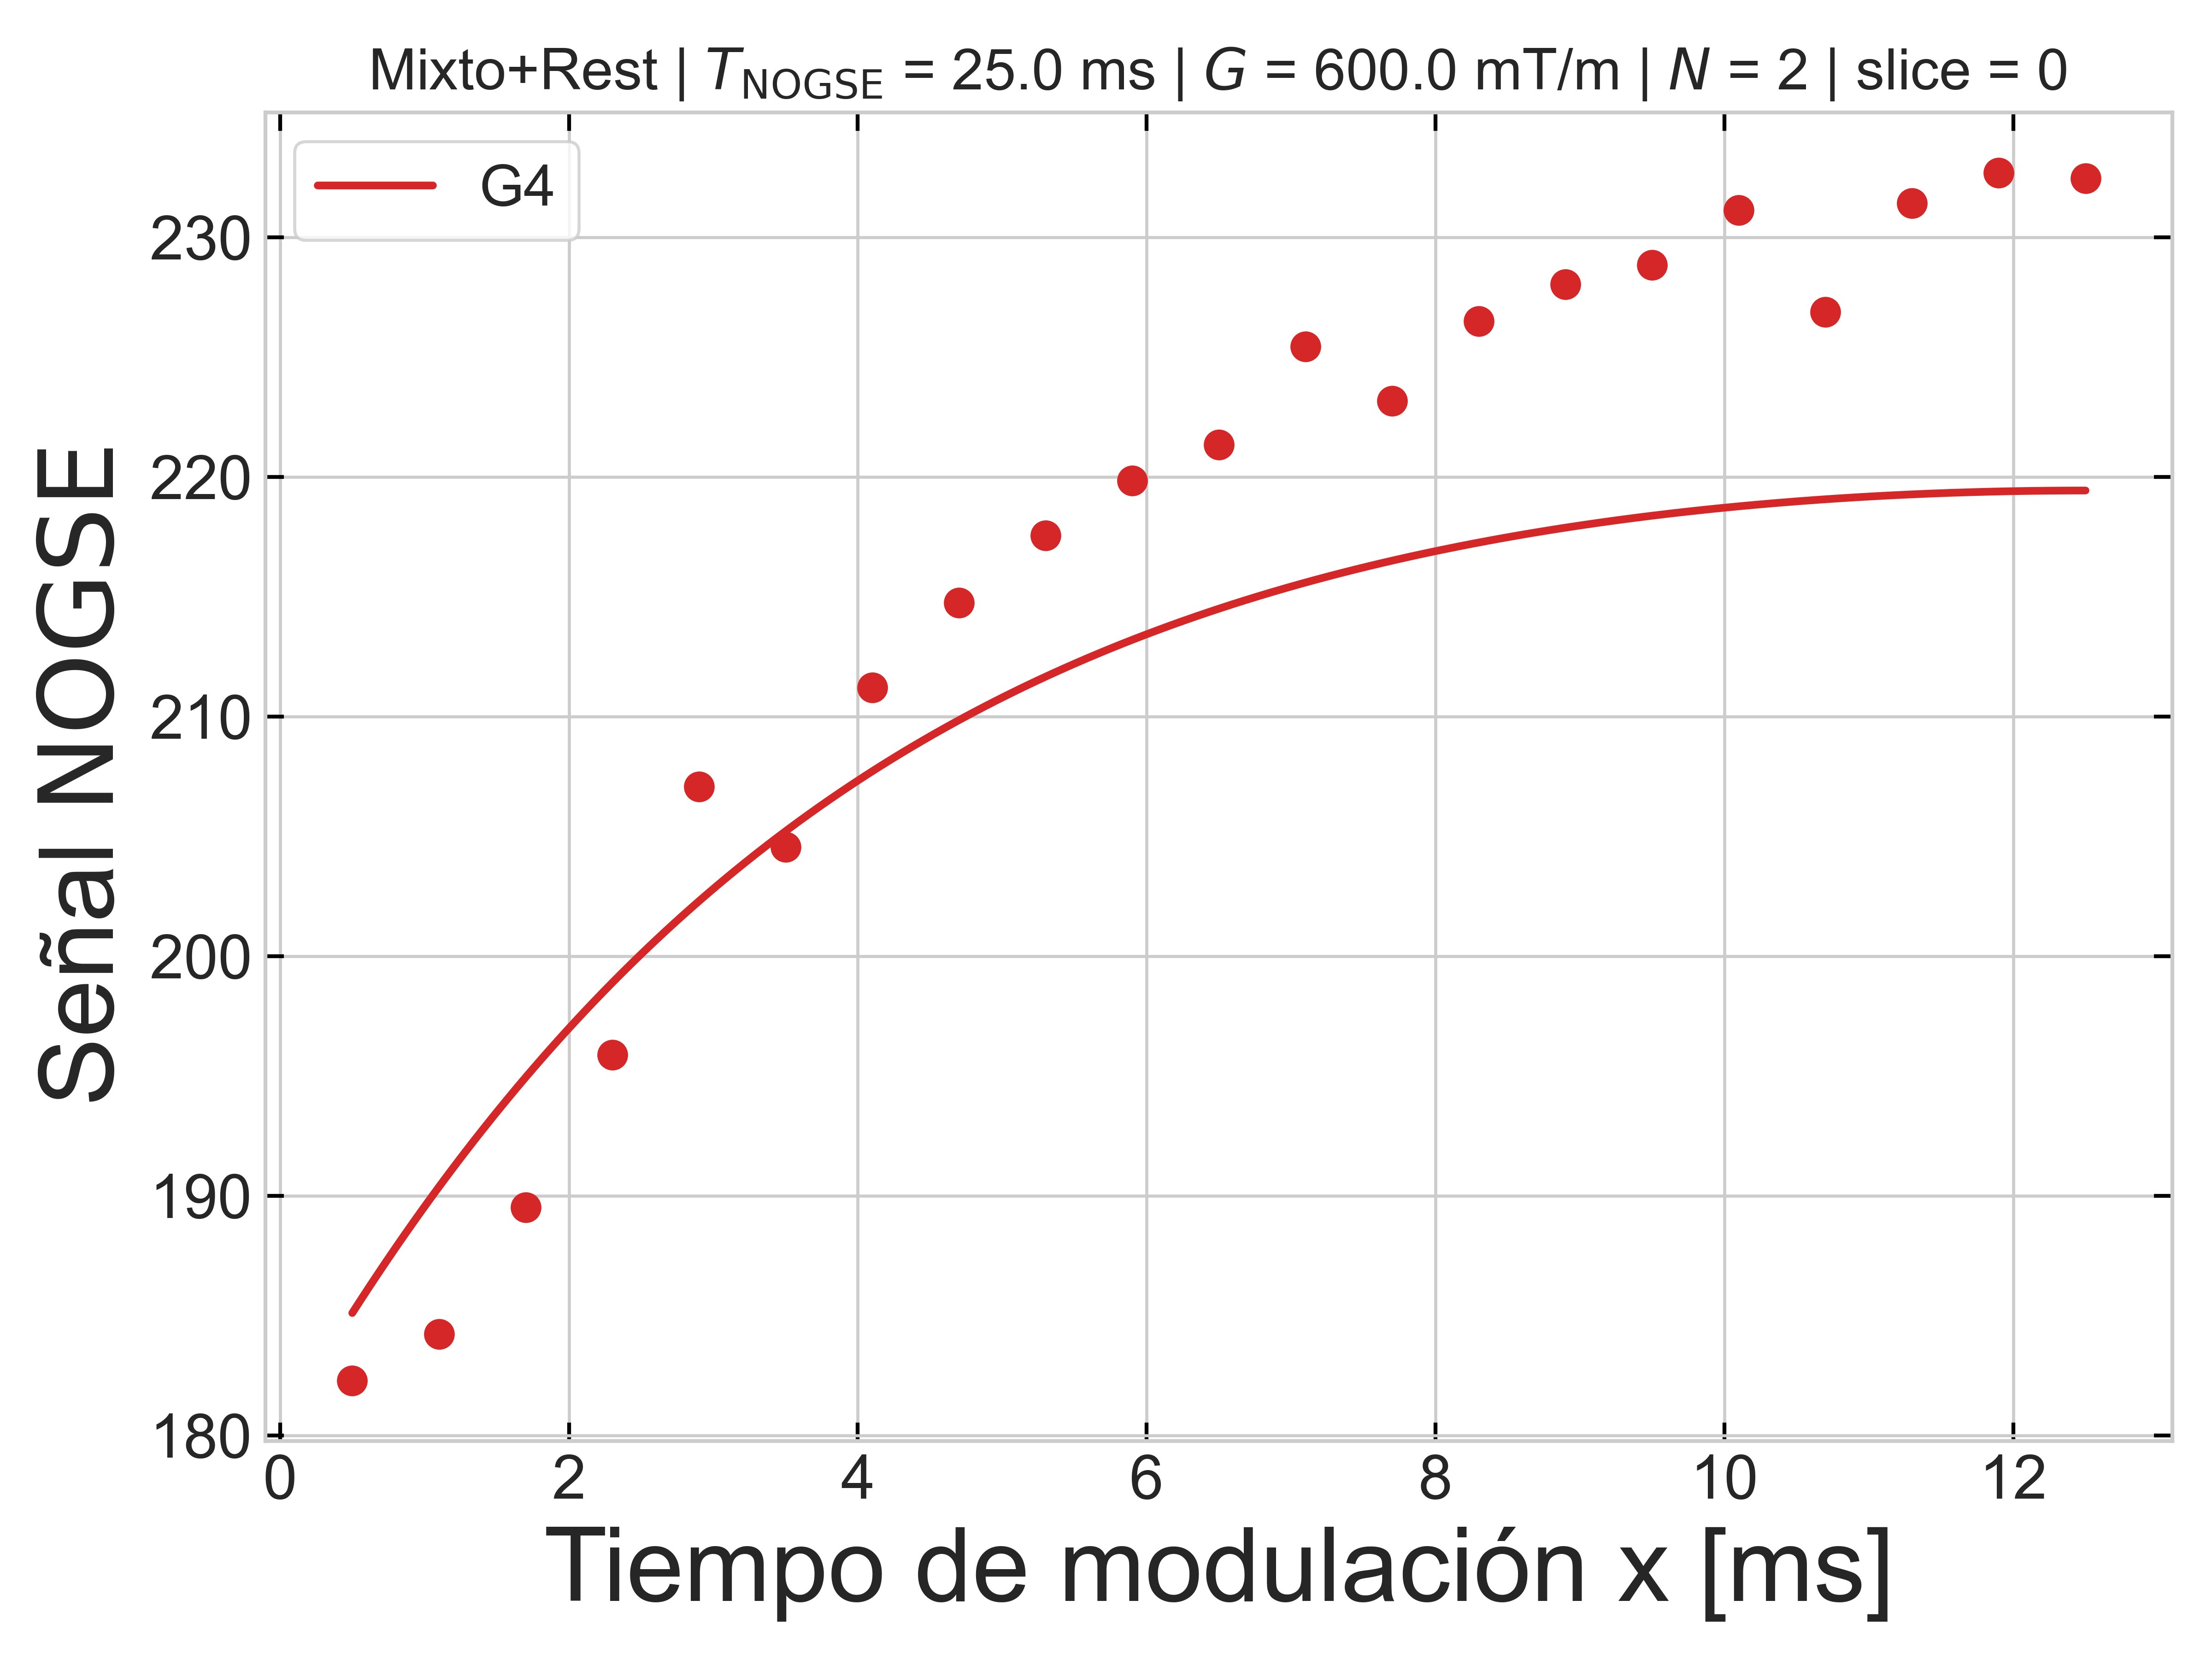 Mixto+Rest | T_NOGSE = 25.0 ms | G = 600.0 mT/m | N = 2 | slice = 0
G4
230
220
210
200
190
180
Señal NOGSE
0 2 4 6 8 10 12
Tiempo de modulación x [ms]